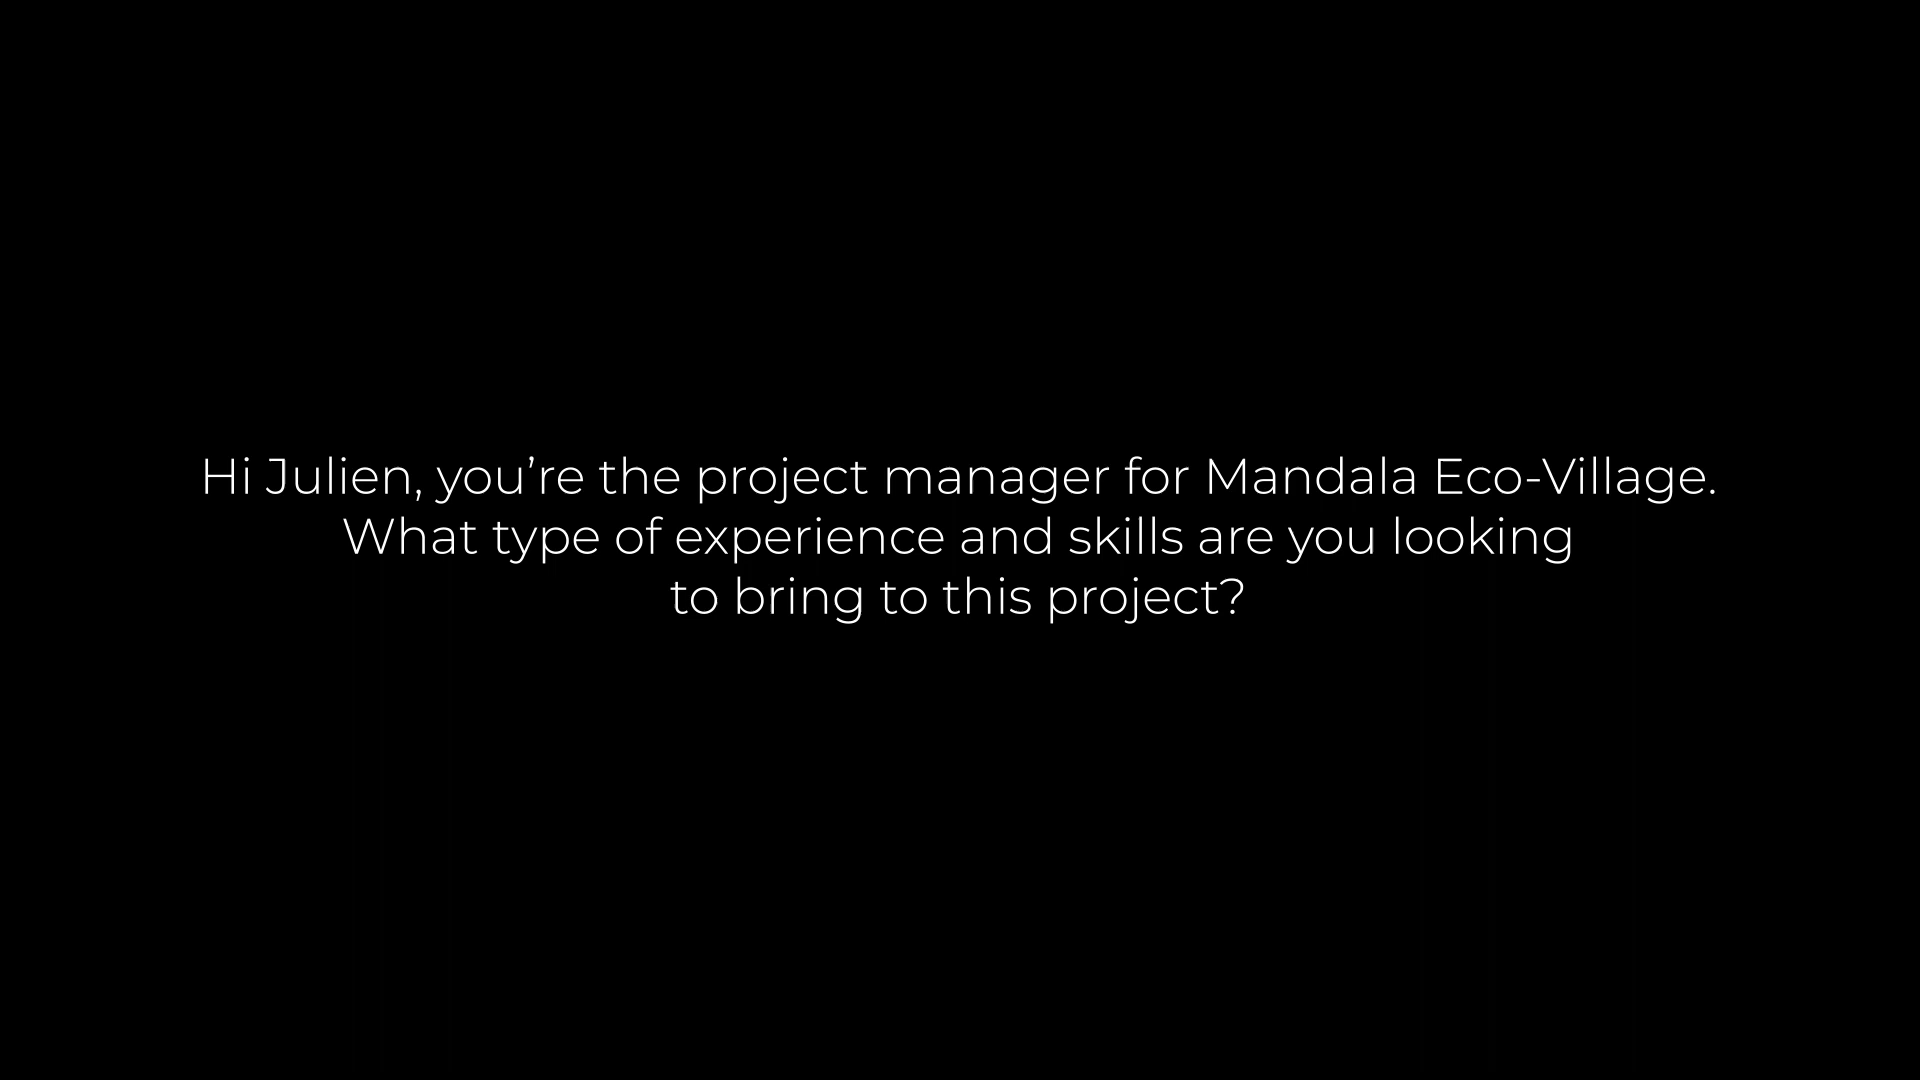 Hi Julien, you’re the project manager for Mandala Eco-Village.
What type of experience and skills are you looking
to bring to this project?